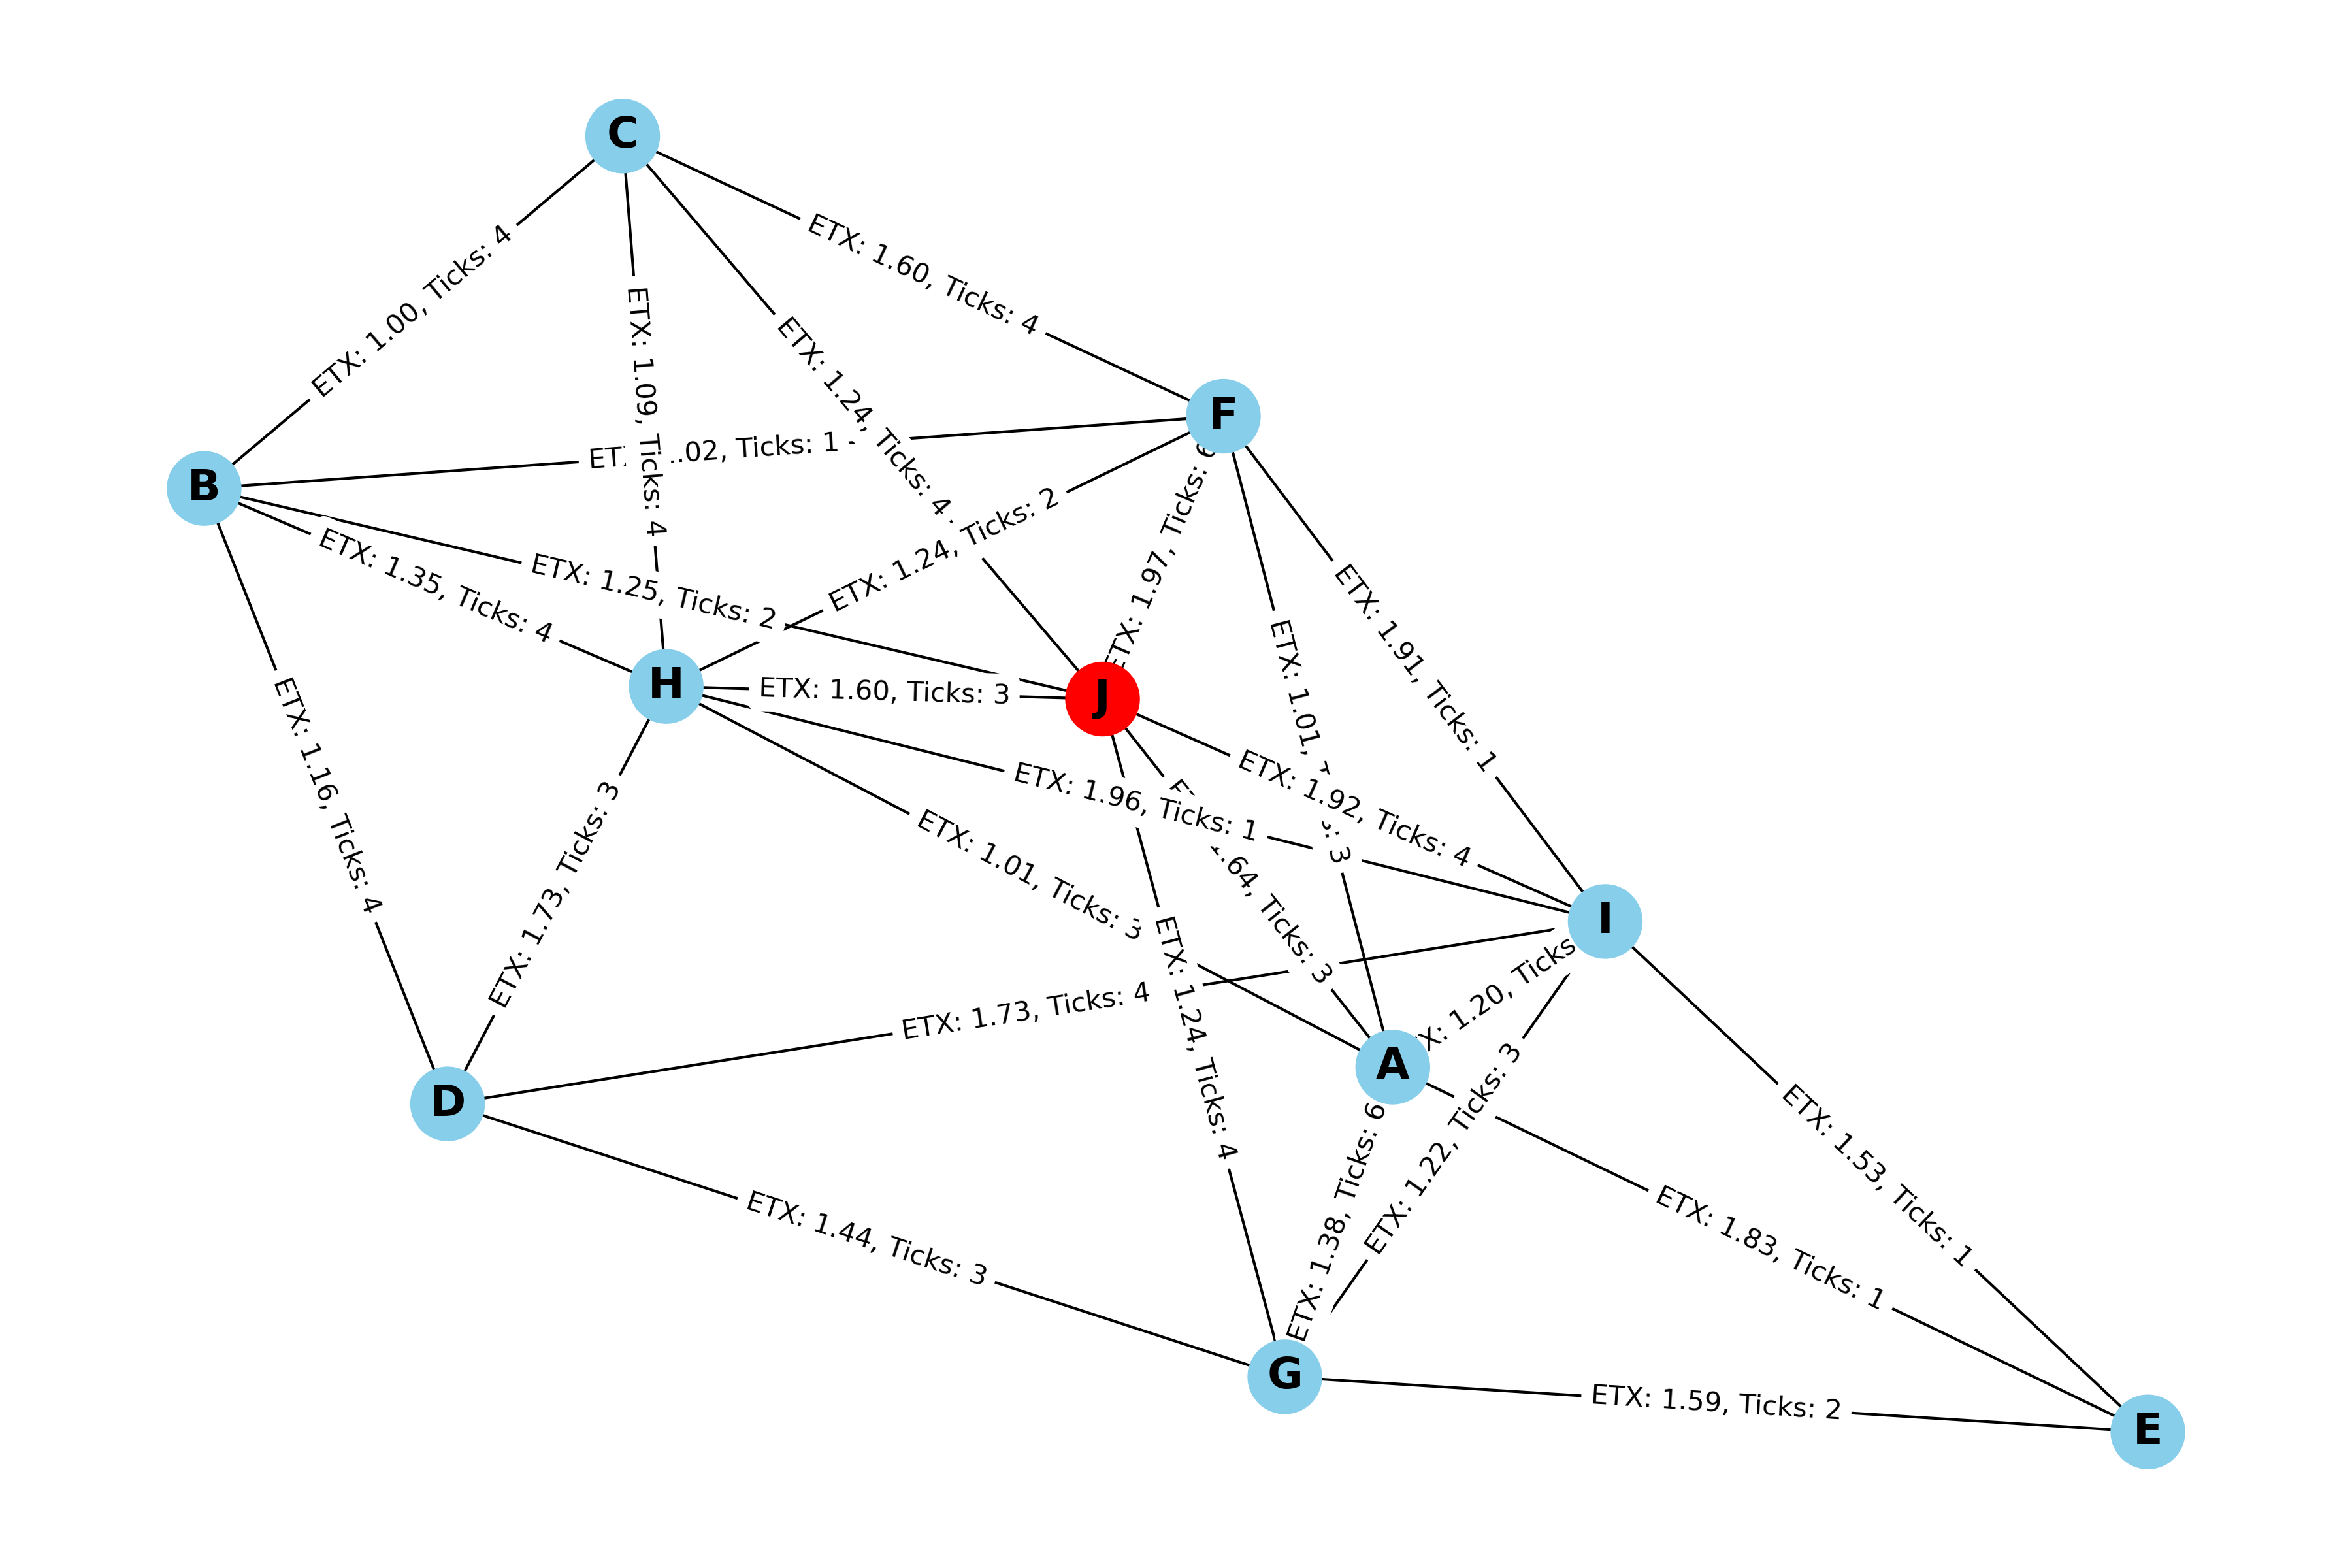 C
ETX: 1.60, Ticks: 4
ETX: 1.00, Ticks: 4
ETX: 1.09, Ticks: 4
ETX: 1.24, Ticks: 4
F
.02, Ticks: 1
B
ETX: 1.97, Ticks: 6
ETX: 1.24, Ticks: 2
ETX: 1.35, Ticks: 4
ETX: 1.25, Ticks: 2
ETX: 1.91, Ticks: 1
H
ETX: 1.60, Ticks: 3
J
ETX: 1.01, : 3
ETX: 1.16, Ticks: 4
ETX: 1.92, Ticks: 4
ETX: 1.96, Ticks: 1
ETX: 1.73, Ticks: 3
ETX: 1.01, Ticks: 3
1.64, Ticks: 3
I
ETX: 1.20, Ticks
ETX: 1.73, Ticks: 4
ETX: 1.24, Ticks: 4
A
D
ETX: 1.22, Ticks: 3
ETX: 1.38, Ticks: 6
ETX: 1.53, Ticks: 1
ETX: 1.83, Ticks: 1
ETX: 1.44, Ticks: 3
G
ETX: 1.59, Ticks: 2
E